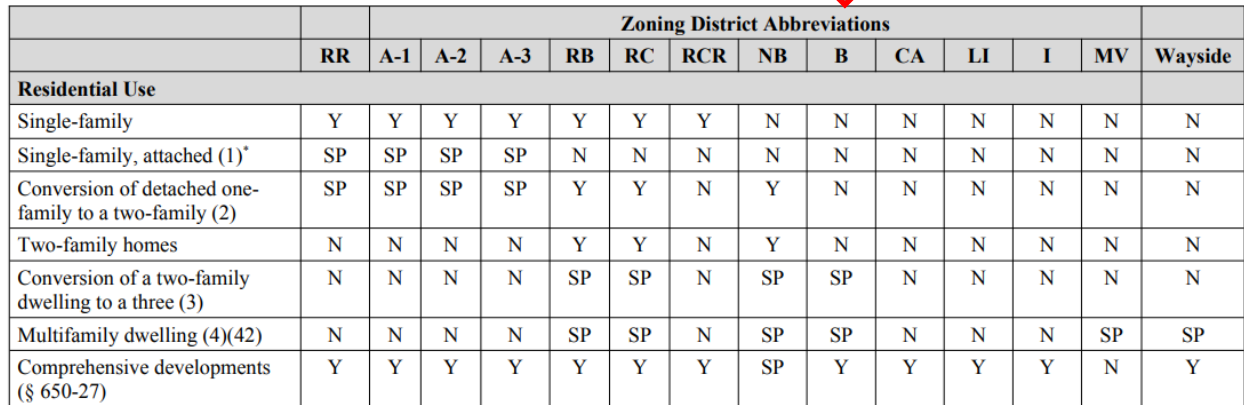 Zoning District Abbreviations
RR A-1 A-2 A-3 RB RC RCR NB B CA LI I MV Wayside
Residential Use
Single-family Y Y Y Y Y Y Y N N N N N N N
Single-family, attached (1)* SP SP SP SP N N N N N N N N N N
Conversion of detached one- SP SP SP SP Y Y N Y N N N N N N
family to a two-family (2)
Two-family homes N N N N Y Y N Y N N N N N N
Conversion of a two-family N N N N SP SP N SP SP N N N N N
dwelling to a three (3)
Multifamily dwelling (4)(42) N N N N SP SP N SP SP N N N SP SP
Comprehensive developments Y Y Y Y Y Y Y SP Y Y Y Y N Y
(§ 650-27)